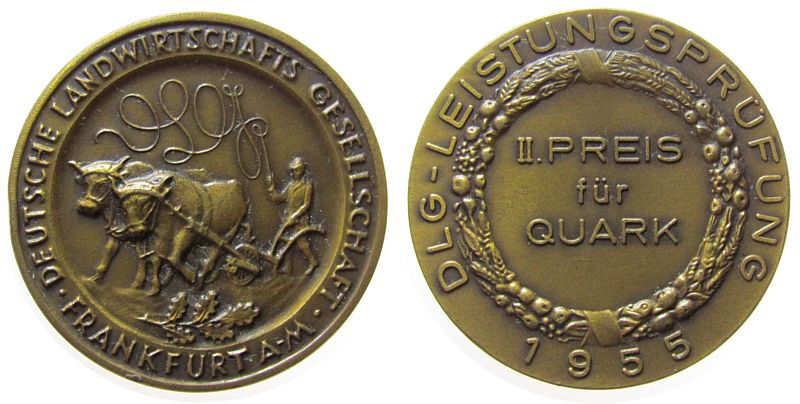 DEUTSCHE LANDWIRTSCHAFTS GESELLSCHAFT
· FRANKFURT A-M ·
DLG-LEISTUNGSPRÜFUNG
II. PREIS
für
QUARK
1955